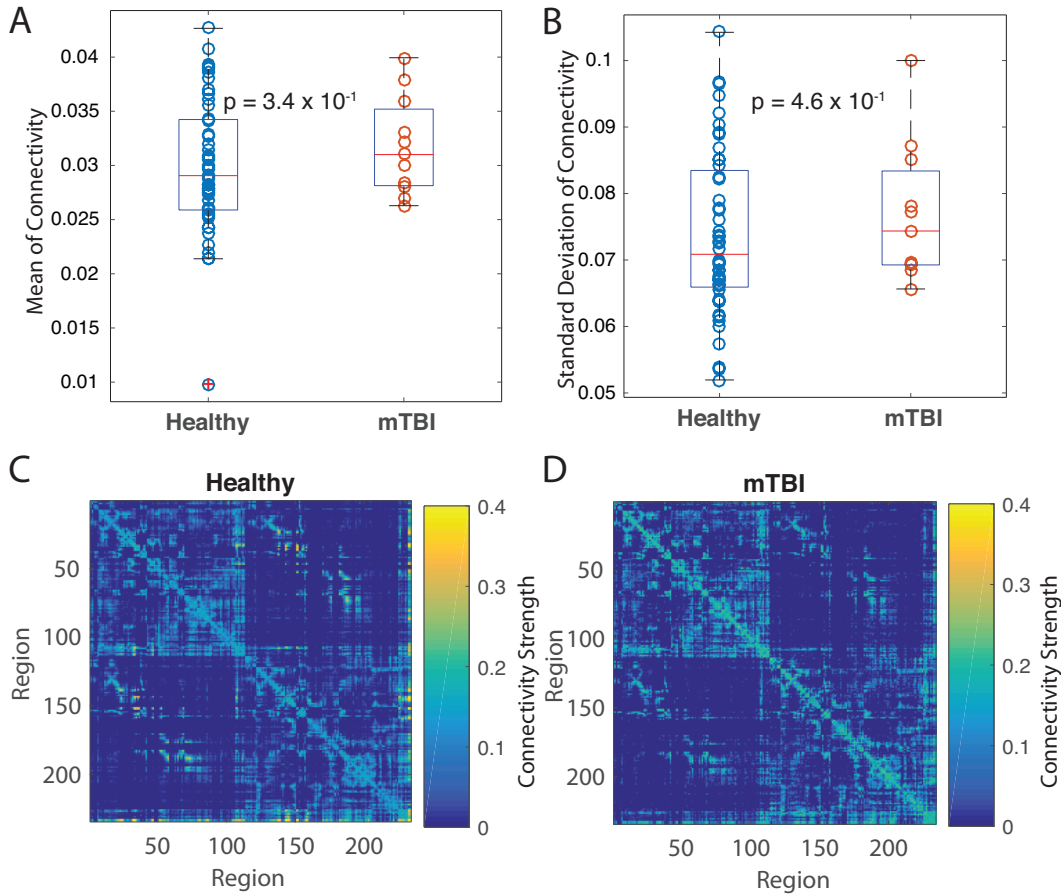 A
Mean of Connectivity
0.04
0.035
0.03
0.025
0.02
0.015
0.01
p = 3.4 x 10⁻¹
Healthy
mTBI
B
Standard Deviation of Connectivity
0.1
0.09
0.08
0.07
0.06
0.05
p = 4.6 x 10⁻¹
Healthy
mTBI
C
Healthy
Region
50
100
150
200
50
100
150
200
Region
0.4
0.3
0.2
0.1
0
Connectivity Strength
D
mTBI
Region
50
100
150
200
50
100
150
200
Region
0.4
0.3
0.2
0.1
0
Connectivity Strength